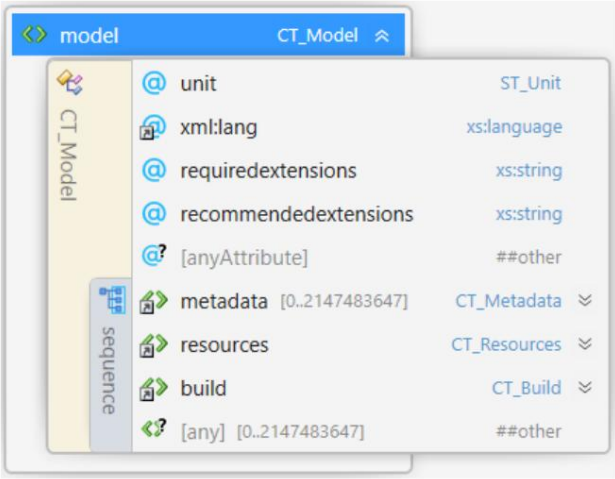 model CT_Model
CT_Model
unit ST_Unit
xml:lang xs:language
requiredextensions xs:string
recommendedextensions xs:string
[anyAttribute] ##other
sequence
metadata [0..2147483647] CT_Metadata
resources CT_Resources
build CT_Build
[any] [0..2147483647] ##other